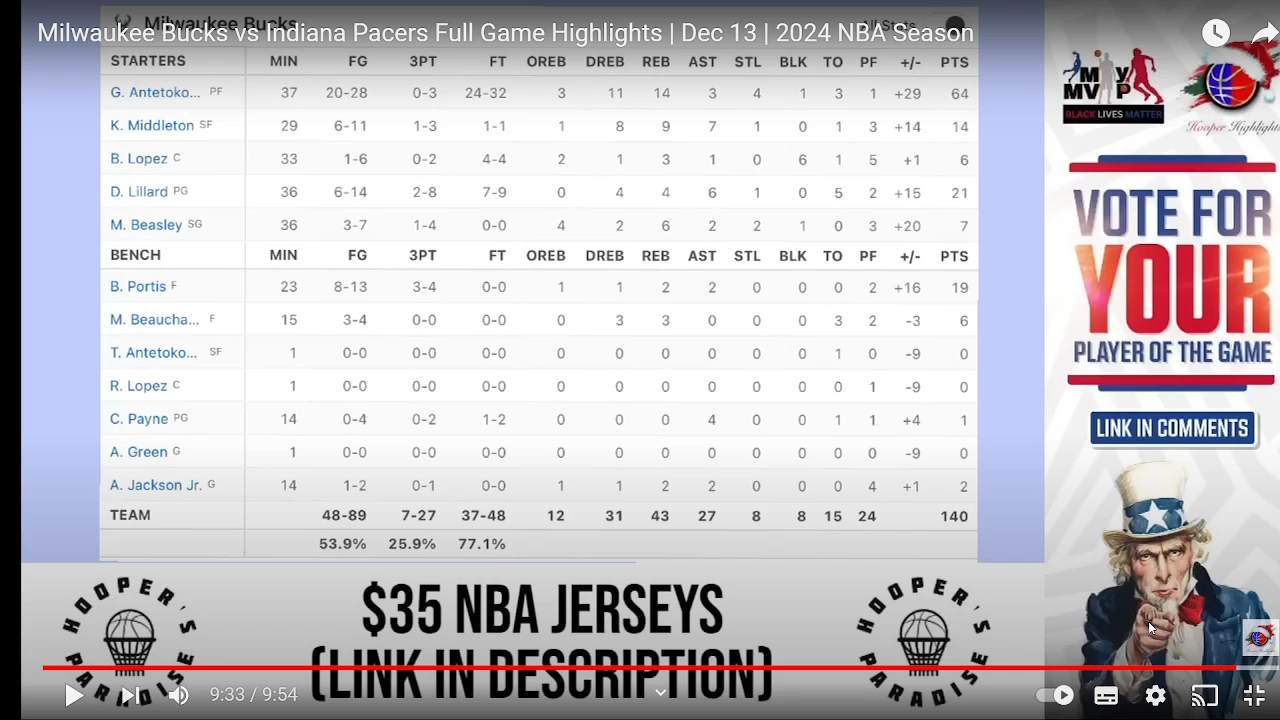 Milwaukee Bucks
All Stats
Milwaukee Bucks vs Indiana Pacers Full Game Highlights | Dec 13 | 2024 NBA Season
STARTERS MIN FG 3PT FT OREB DREB REB AST STL BLK TO PF +/- PTS
G. Antetoko... PF 37 20-28 0-3 24-32 3 11 14 3 4 1 3 1 +29 64
K. Middleton SF 29 6-11 1-3 1-1 1 8 9 7 1 0 1 3 +14 14
B. Lopez C 33 1-6 0-2 4-4 2 1 3 1 0 6 1 5 +1 6
D. Lillard PG 36 6-14 2-8 7-9 0 4 4 6 1 0 5 2 +15 21
M. Beasley SG 36 3-7 1-4 0-0 4 2 6 2 2 1 0 3 +20 7
BENCH MIN FG 3PT FT OREB DREB REB AST STL BLK TO PF +/- PTS
B. Portis F 23 8-13 3-4 0-0 1 1 2 2 0 0 0 2 +16 19
M. Beaucha... F 15 3-4 0-0 0-0 0 3 3 0 0 0 3 2 -3 6
T. Antetoko... SF 1 0-0 0-0 0-0 0 0 0 0 0 0 1 0 -9 0
R. Lopez C 1 0-0 0-0 0-0 0 0 0 0 0 0 0 1 -9 0
C. Payne PG 14 0-4 0-2 1-2 0 0 0 4 0 0 1 1 +4 1
A. Green G 1 0-0 0-0 0-0 0 0 0 0 0 0 0 0 -9 0
A. Jackson Jr. G 14 1-2 0-1 0-0 1 1 2 2 0 0 0 4 +1 2
TEAM 48-89 7-27 37-48 12 31 43 27 8 8 15 24 140
53.9% 25.9% 77.1%
MY
MVP
BLACK LIVES MATTER
Hooper Highlight
VOTE FOR
YOUR
PLAYER OF THE GAME
LINK IN COMMENTS
HOOPER'S
PARADISE
$35 NBA JERSEYS
(LINK IN DESCRIPTION)
HOOPER'S
PARADISE
9:33 / 9:54